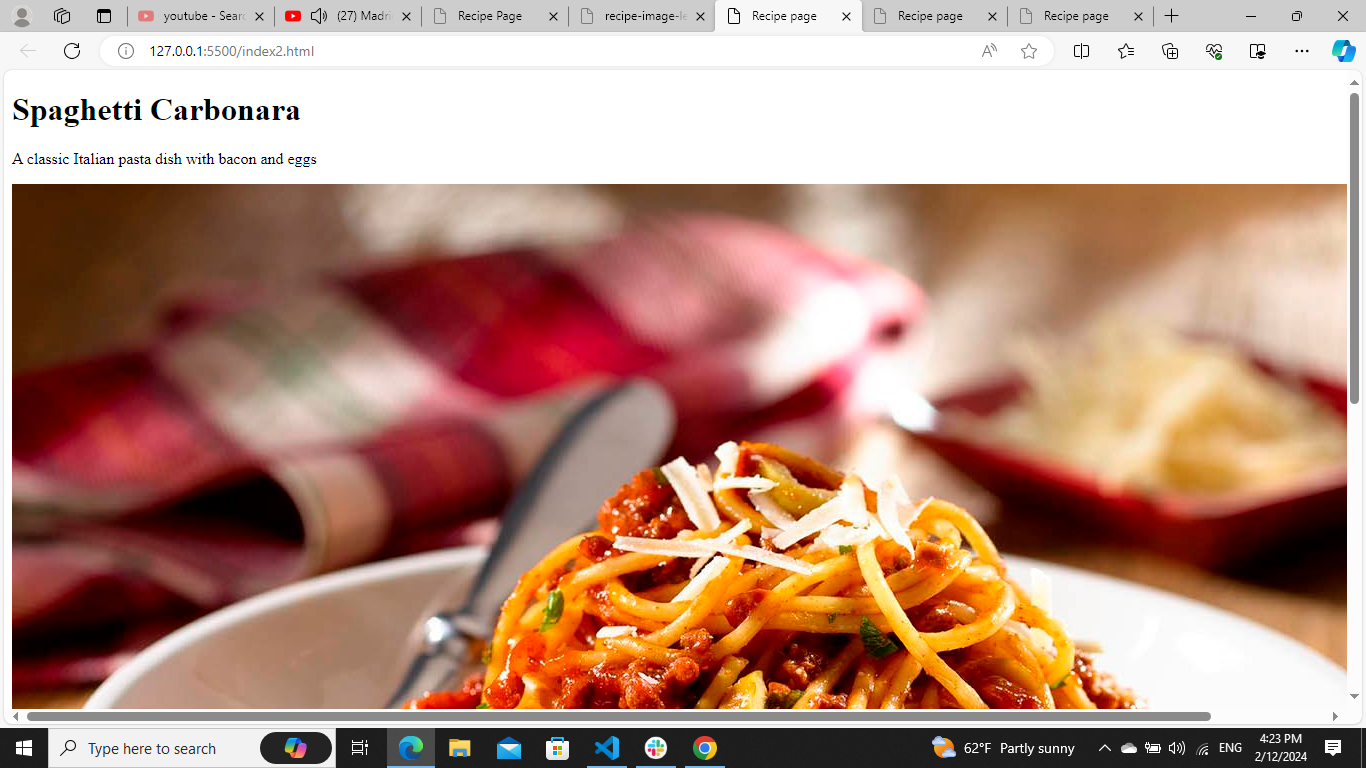 youtube - Sear
(27) Madri
Recipe Page
recipe-image-le
Recipe page
Recipe page
Recipe page
127.0.0.1:5500/index2.html
Spaghetti Carbonara
A classic Italian pasta dish with bacon and eggs
Type here to search
62°F Partly sunny
ENG
4:23 PM
2/12/2024